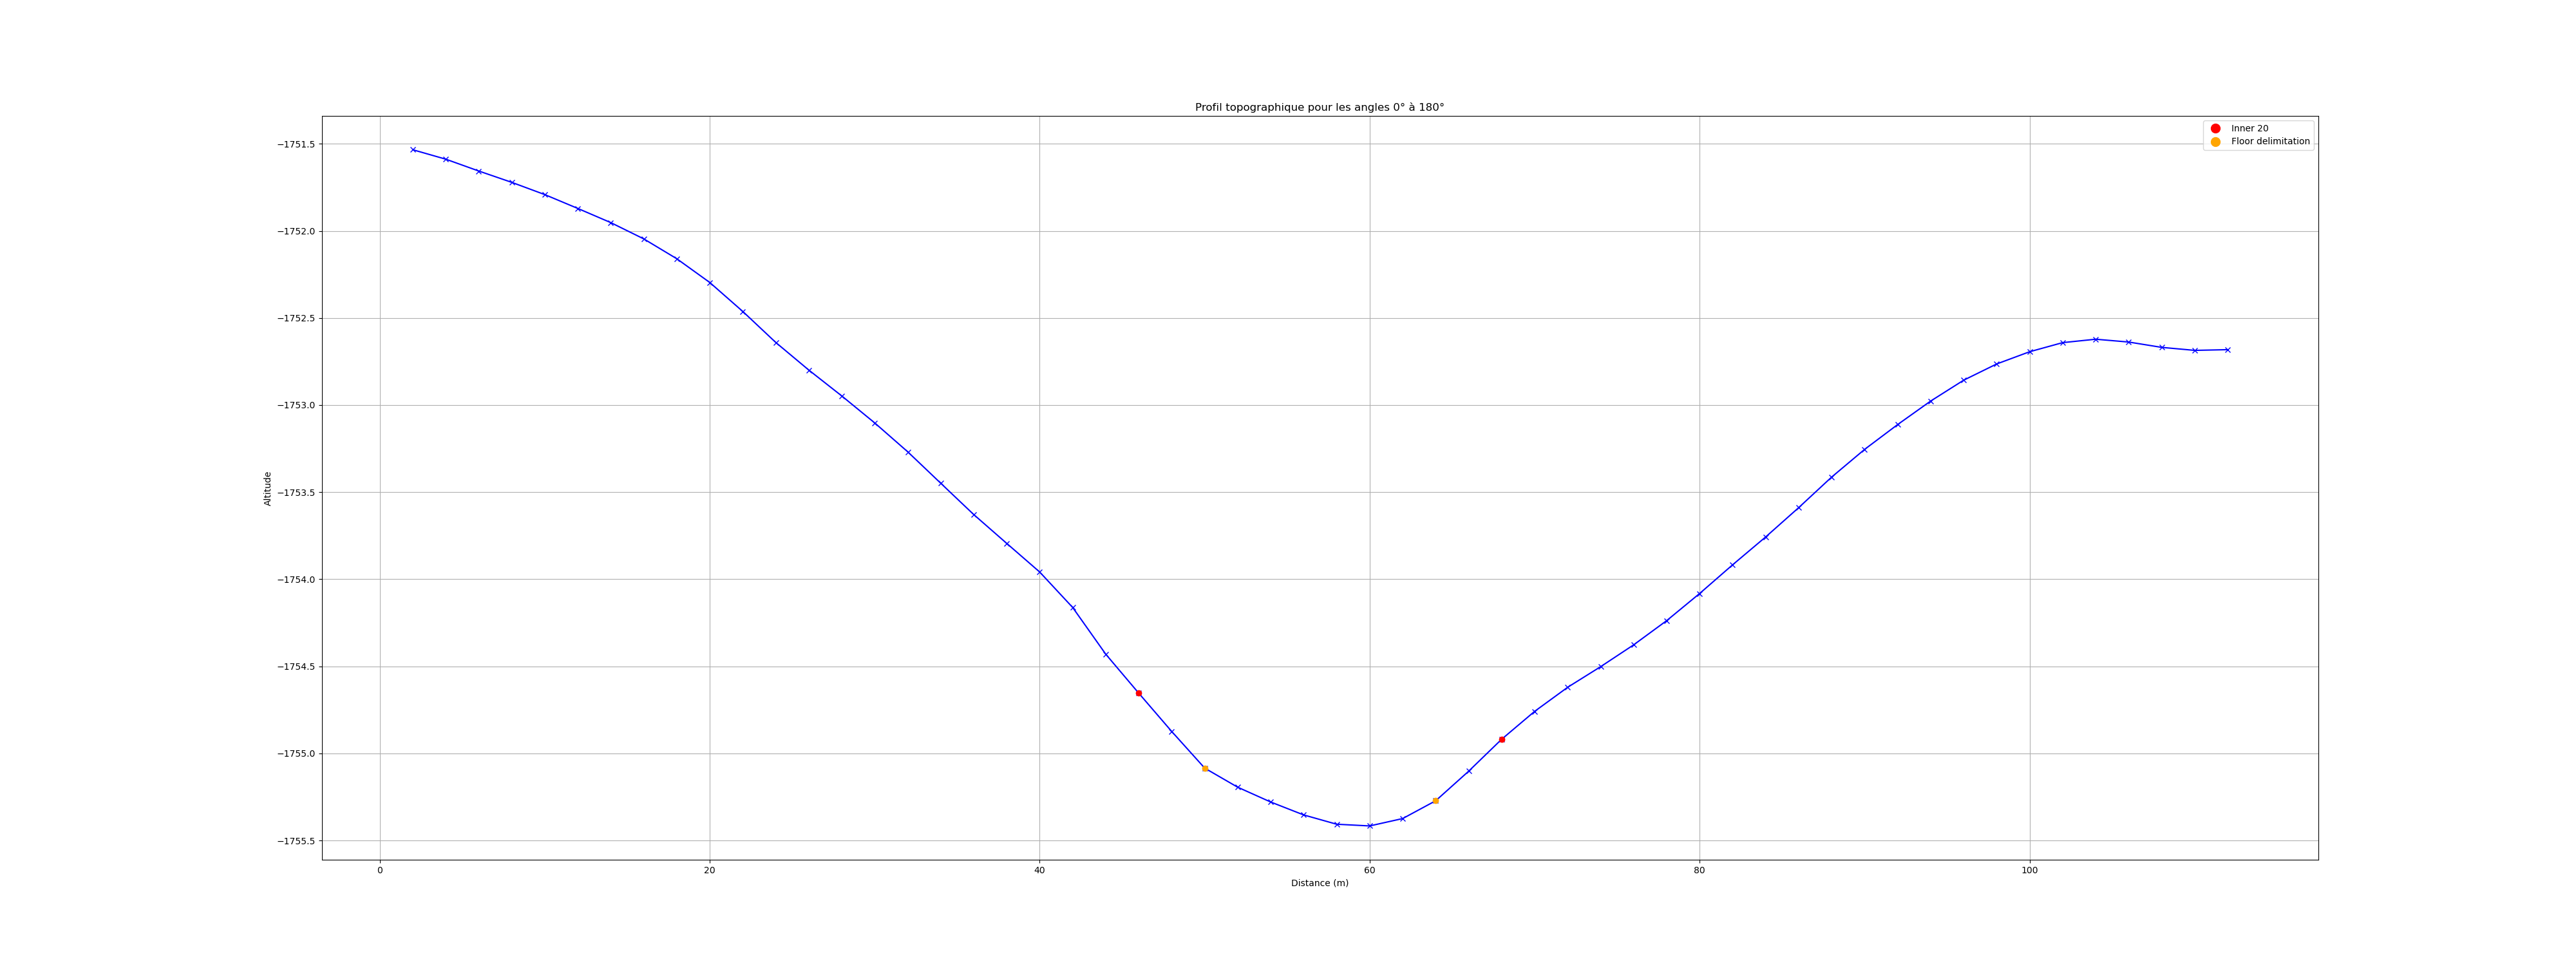 Profil topographique pour les angles 0° à 180°
Inner 20
Floor delimitation
−1751.5
−1752.0
−1752.5
−1753.0
−1753.5
−1754.0
−1754.5
−1755.0
−1755.5
Altitude
0 20 40 60 80 100
Distance (m)